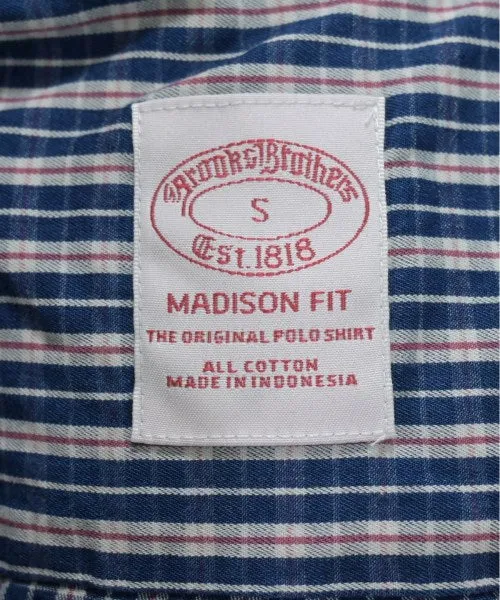 Brooks Brothers
S
Est. 1818
MADISON FIT
THE ORIGINAL POLO SHIRT
ALL COTTON
MADE IN INDONESIA